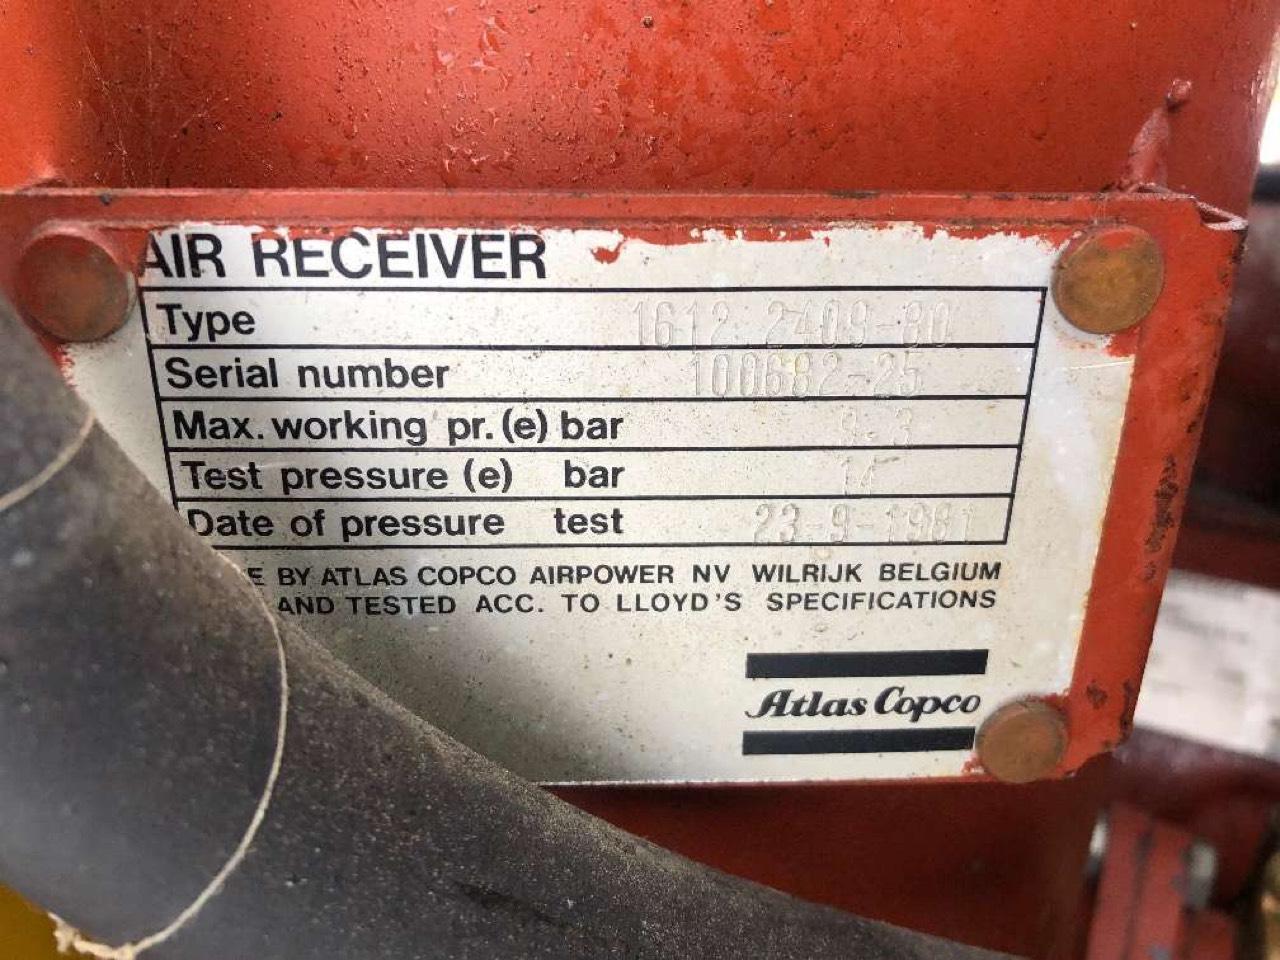 AIR RECEIVER
Type 1612 2409-80
Serial number 100682-25
Max. working pr. (e) bar 9.3
Test pressure (e) bar 14
Date of pressure test 23-9-1981
E BY ATLAS COPCO AIRPOWER NV WILRIJK BELGIUM
AND TESTED ACC. TO LLOYD'S SPECIFICATIONS
Atlas Copco